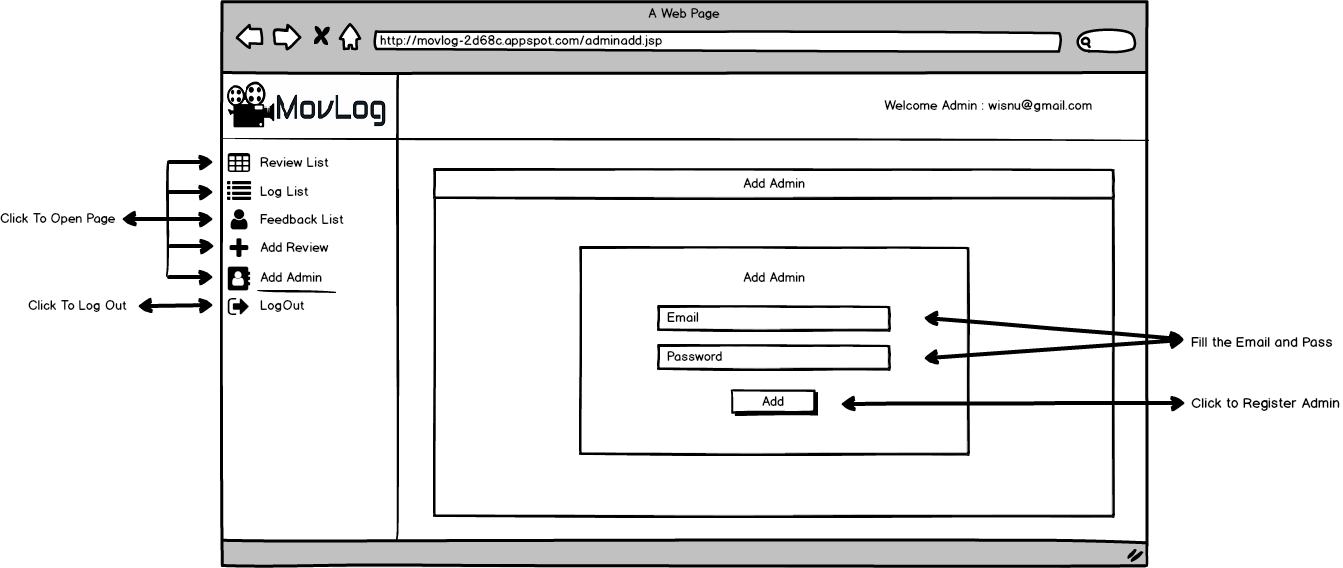 A Web Page
http://movlog-2d68c.appspot.com/adminadd.jsp
MovLog
Welcome Admin : wisnu@gmail.com
Review List
Log List
Feedback List
Add Review
Add Admin
LogOut
Click To Open Page
Click To Log Out
Add Admin
Add Admin
Email
Password
Add
Fill the Email and Pass
Click to Register Admin